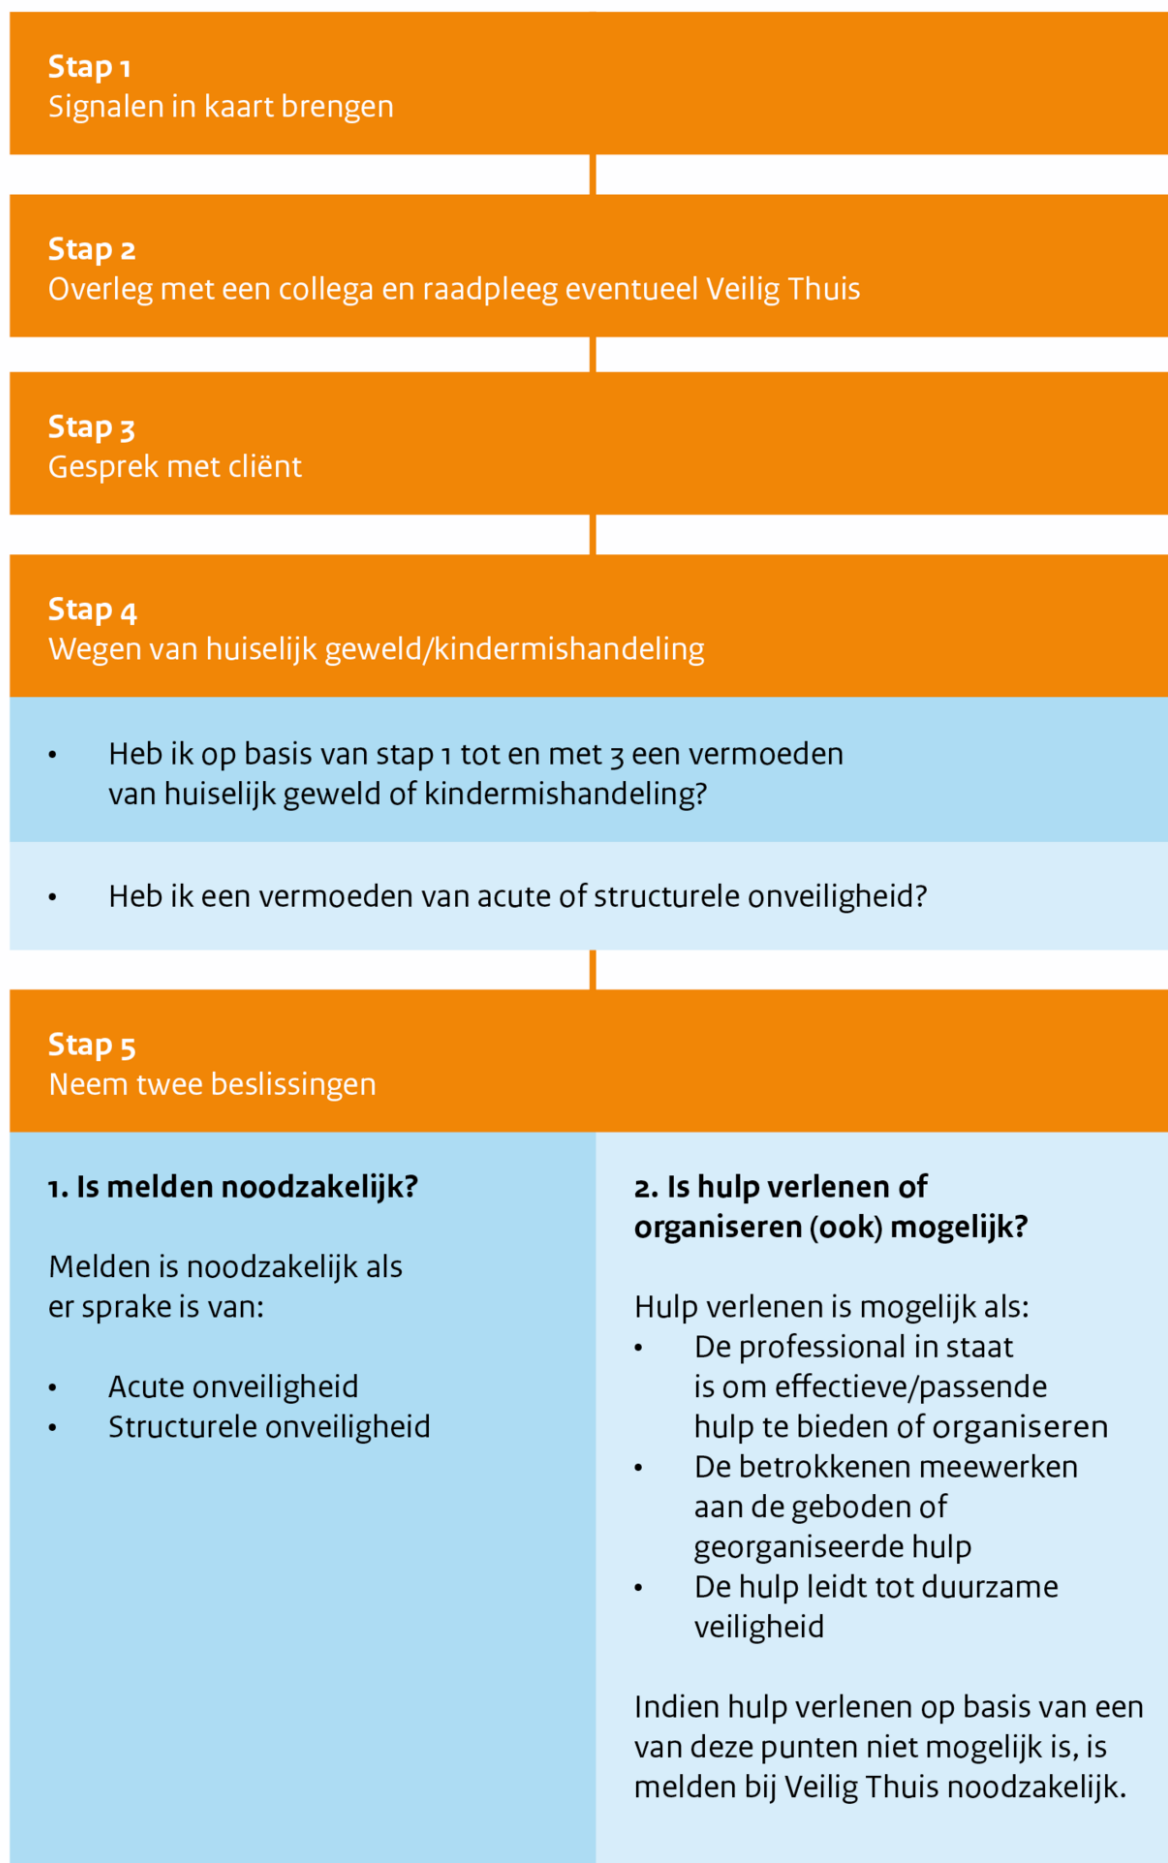 Stap 1
Signalen in kaart brengen
Stap 2
Overleg met een collega en raadpleeg eventueel Veilig Thuis
Stap 3
Gesprek met cliënt
Stap 4
Wegen van huiselijk geweld/kindermishandeling
• Heb ik op basis van stap 1 tot en met 3 een vermoeden
van huiselijk geweld of kindermishandeling?
• Heb ik een vermoeden van acute of structurele onveiligheid?
Stap 5
Neem twee beslissingen
1. Is melden noodzakelijk?
Melden is noodzakelijk als
er sprake is van:
• Acute onveiligheid
• Structurele onveiligheid
2. Is hulp verlenen of
organiseren (ook) mogelijk?
Hulp verlenen is mogelijk als:
• De professional in staat
is om effectieve/passende
hulp te bieden of organiseren
• De betrokkenen meewerken
aan de geboden of
georganiseerde hulp
• De hulp leidt tot duurzame
veiligheid
Indien hulp verlenen op basis van een
van deze punten niet mogelijk is, is
melden bij Veilig Thuis noodzakelijk.